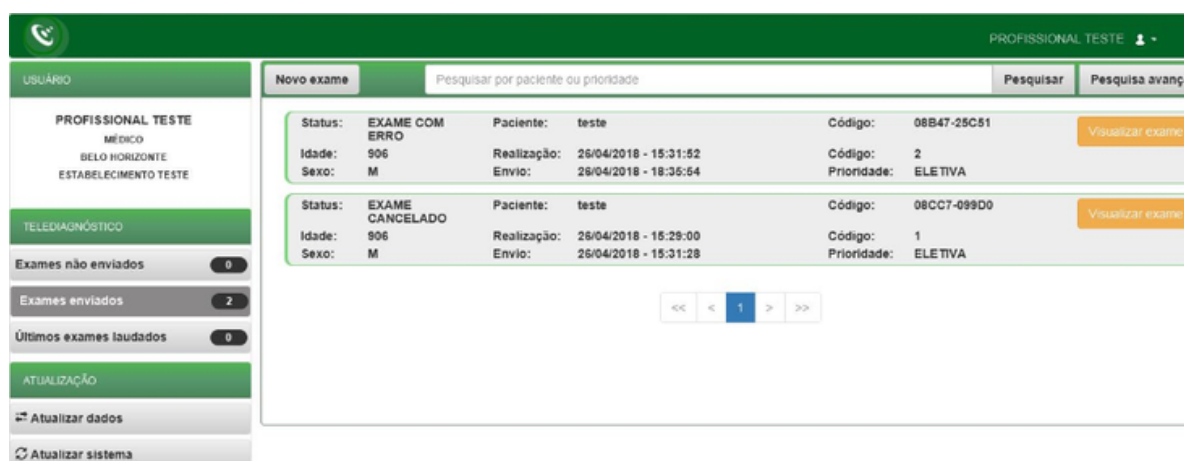 PROFISSIONAL TESTE
USUÁRIO
PROFISSIONAL TESTE
MÉDICO
BELO HORIZONTE
ESTABELECIMENTO TESTE
TELEDIAGNÓSTICO
Exames não enviados 0
Exames enviados 2
Últimos exames laudados 0
ATUALIZAÇÃO
Atualizar dados
Atualizar sistema
Novo exame Pesquisar por paciente ou prioridade Pesquisar Pesquisa avanç
Status: EXAME COM ERRO Paciente: teste Código: 08B47-25C51 Visualizar exame
Idade: 906 Realização: 26/04/2018 - 15:31:52 Código: 2
Sexo: M Envio: 26/04/2018 - 18:35:54 Prioridade: ELETIVA
Status: EXAME CANCELADO Paciente: teste Código: 08CC7-099D0 Visualizar exame
Idade: 906 Realização: 26/04/2018 - 15:29:00 Código: 1
Sexo: M Envio: 26/04/2018 - 15:31:28 Prioridade: ELETIVA
<< < 1 > >>